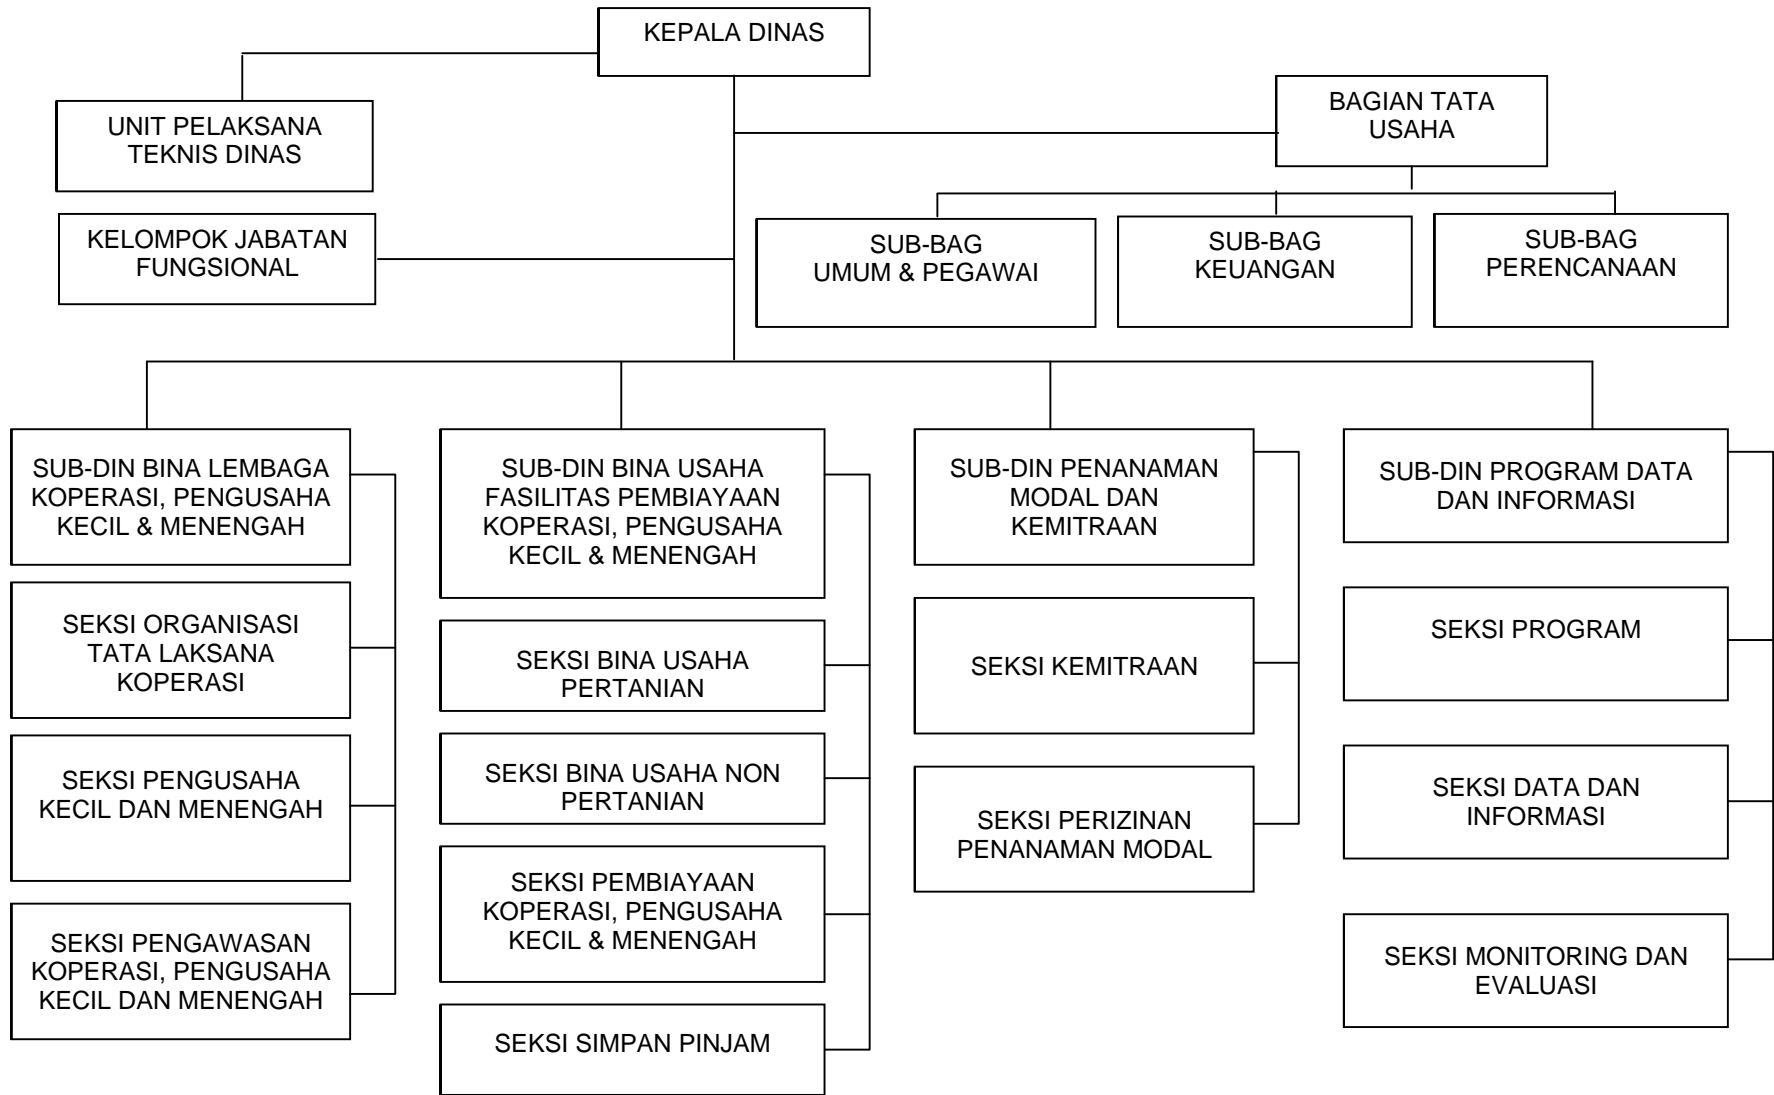 KEPALA DINAS
BAGIAN TATA
USAHA
UNIT PELAKSANA
TEKNIS DINAS
KELOMPOK JABATAN
FUNGSIONAL
SUB-BAG
UMUM & PEGAWAI
SUB-BAG
KEUANGAN
SUB-BAG
PERENCANAAN
SUB-DIN BINA LEMBAGA
KOPERASI, PENGUSAHA
KECIL & MENENGAH
SEKSI ORGANISASI
TATA LAKSANA
KOPERASI
SEKSI PENGUSAHA
KECIL DAN MENENGAH
SEKSI PENGAWASAN
KOPERASI, PENGUSAHA
KECIL DAN MENENGAH
SUB-DIN BINA USAHA
FASILITAS PEMBIAYAAN
KOPERASI, PENGUSAHA
KECIL & MENENGAH
SEKSI BINA USAHA
PERTANIAN
SEKSI BINA USAHA NON
PERTANIAN
SEKSI PEMBIAYAAN
KOPERASI, PENGUSAHA
KECIL & MENENGAH
SEKSI SIMPAN PINJAM
SUB-DIN PENANAMAN
MODAL DAN
KEMITRAAN
SEKSI KEMITRAAN
SEKSI PERIZINAN
PENANAMAN MODAL
SUB-DIN PROGRAM DATA
DAN INFORMASI
SEKSI PROGRAM
SEKSI DATA DAN
INFORMASI
SEKSI MONITORING DAN
EVALUASI